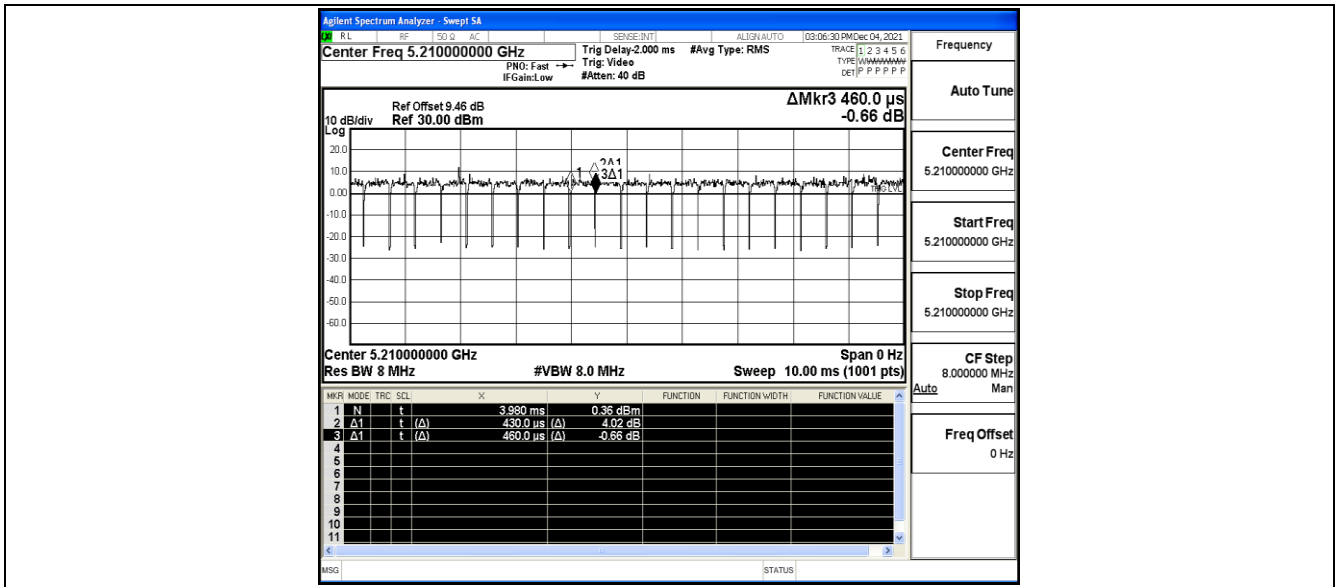 Agilent Spectrum Analyzer - Swept SA
LXI RL RF 50 Ω AC SENSE:INT ALIGN AUTO 03:06:30 PM Dec 04, 2021
Center Freq 5.210000000 GHz
Trig Delay-2.000 ms #Avg Type: RMS
TRACE 1 2 3 4 5 6
PNO: Fast Trig: Video
TYPE WWWWWW
IFGain:Low #Atten: 40 dB
DET P P P P P P
Frequency
Auto Tune
ΔMkr3 460.0 µs
-0.66 dB
Ref Offset 9.46 dB
10 dB/div Ref 30.00 dBm
Log
20.0
10.0
0.00
-10.0
-20.0
-30.0
-40.0
-50.0
-60.0
1
2Δ1
3Δ1
TRIG LVL
Center Freq
5.210000000 GHz
Start Freq
5.210000000 GHz
Stop Freq
5.210000000 GHz
CF Step
8.000000 MHz
Auto Man
Freq Offset
0 Hz
Center 5.210000000 GHz Span 0 Hz
Res BW 8 MHz #VBW 8.0 MHz Sweep 10.00 ms (1001 pts)
MKR MODE TRC SCL X Y FUNCTION FUNCTION WIDTH FUNCTION VALUE
1 N t 3.980 ms 0.36 dBm
2 Δ1 t (Δ) 430.0 µs (Δ) 4.02 dB
3 Δ1 t (Δ) 460.0 µs (Δ) -0.66 dB
4
5
6
7
8
9
10
11
MSG STATUS